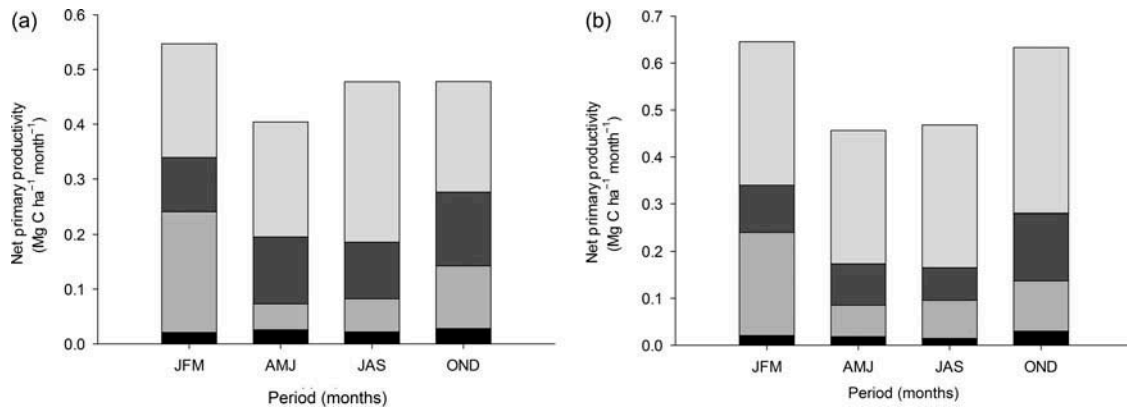 (a)
Net primary productivity
(Mg C ha⁻¹ month⁻¹)
0.6
0.5
0.4
0.3
0.2
0.1
0.0
JFM AMJ JAS OND
Period (months)
(b)
Net primary productivity
(Mg C ha⁻¹ month⁻¹)
0.7
0.6
0.5
0.4
0.3
0.2
0.1
0.0
JFM AMJ JAS OND
Period (months)